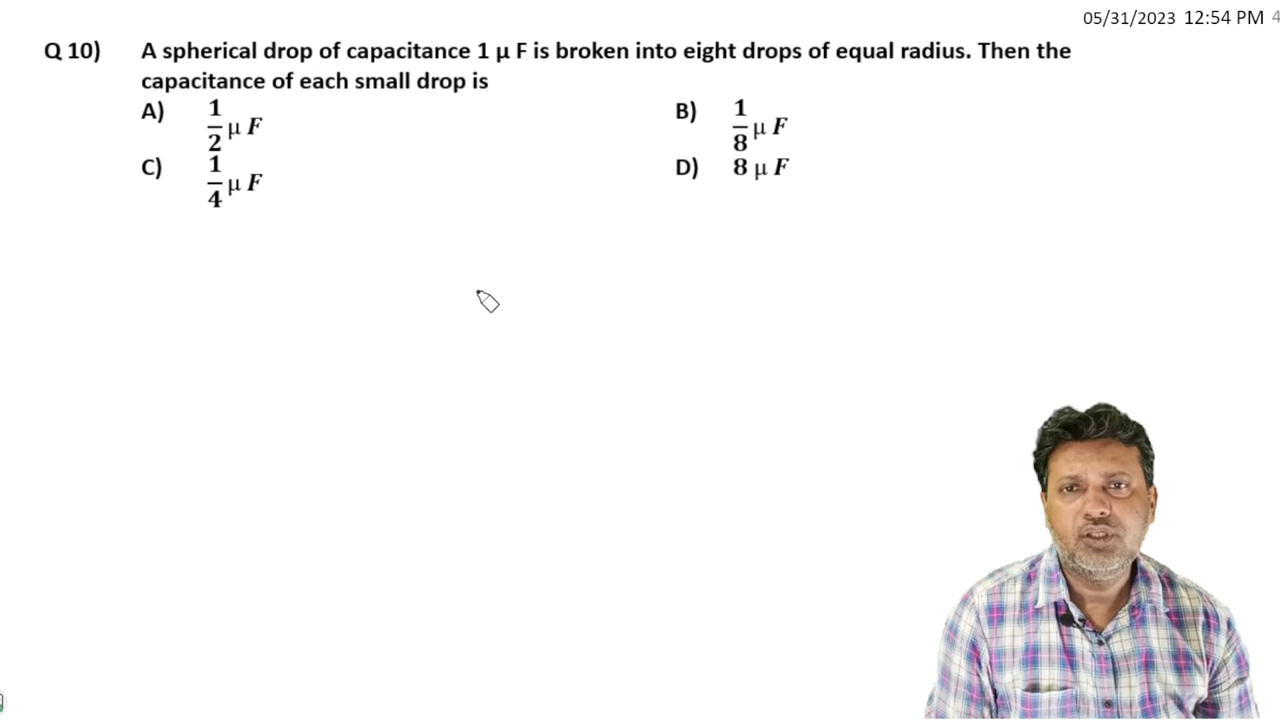 05/31/2023 12:54 PM 4
Q 10) A spherical drop of capacitance 1 μ F is broken into eight drops of equal radius. Then the
capacitance of each small drop is
A) 1/2 μ F B) 1/8 μ F
C) 1/4 μ F D) 8 μ F